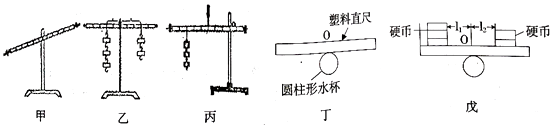 塑料直尺
O
圆柱形水杯
硬币 l₁ l₂ 硬币
O
甲 乙 丙 丁 戊